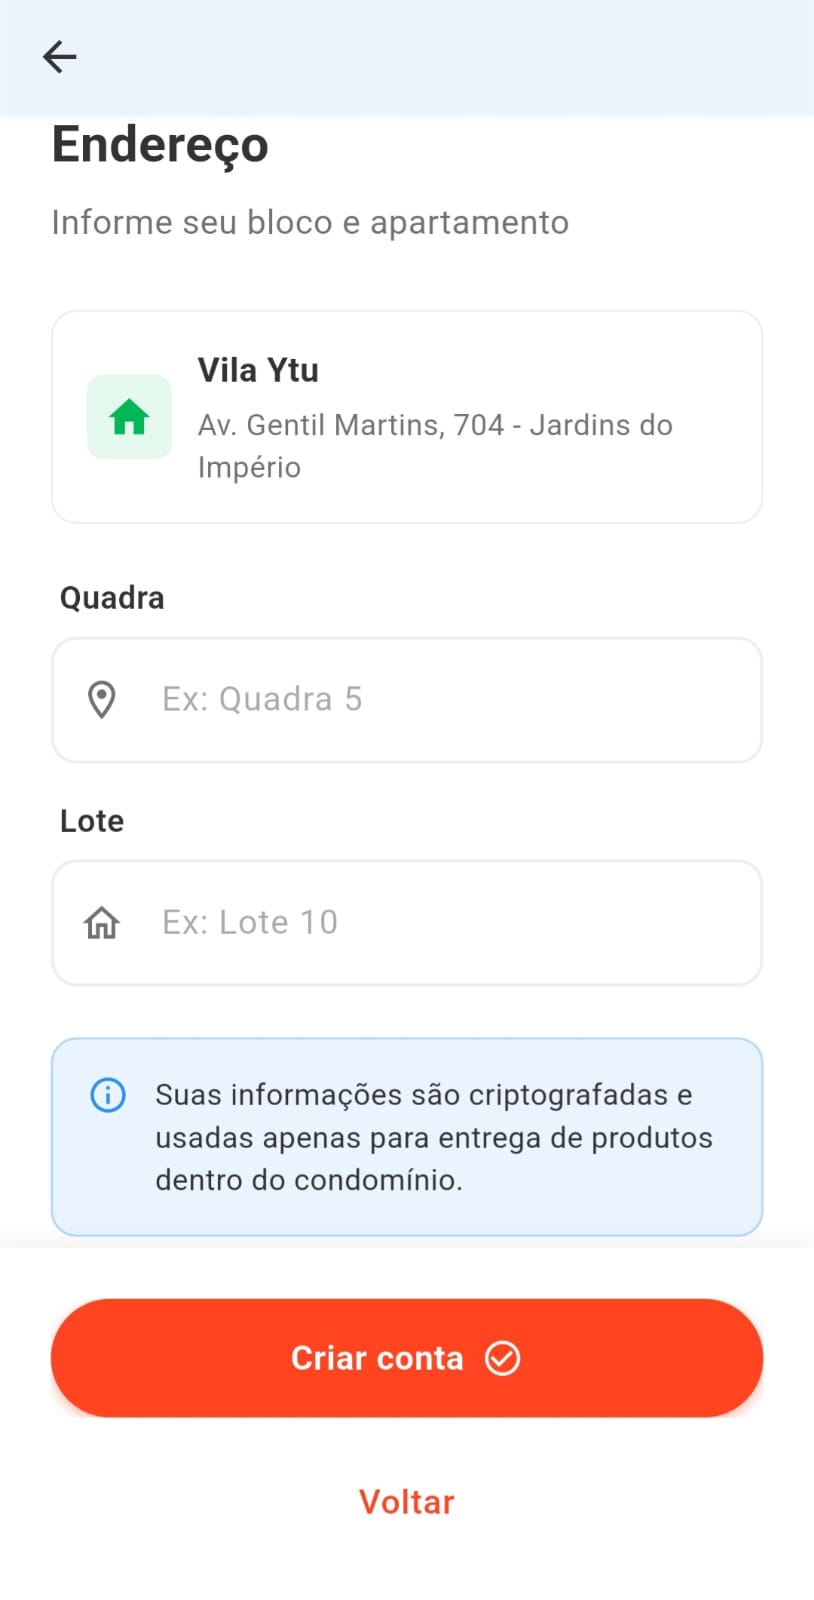 Endereço
Informe seu bloco e apartamento
Vila Ytu
Av. Gentil Martins, 704 - Jardins do
Império
Quadra
Ex: Quadra 5
Lote
Ex: Lote 10
Suas informações são criptografadas e
usadas apenas para entrega de produtos
dentro do condomínio.
Criar conta
Voltar